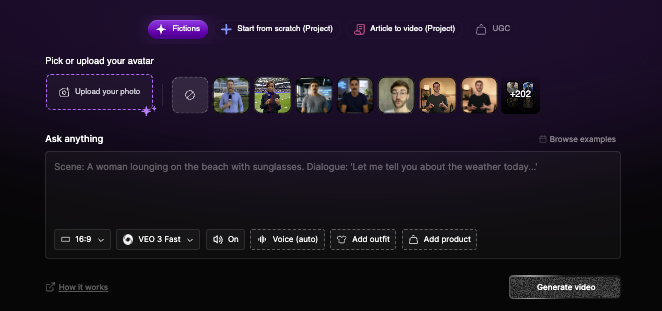 Fictions
Start from scratch (Project)
Article to video (Project)
UGC
Pick or upload your avatar
Upload your photo
+202
Ask anything
Browse examples
Scene: A woman lounging on the beach with sunglasses. Dialogue: 'Let me tell you about the weather today...'
16:9
VEO 3 Fast
On
Voice (auto)
Add outfit
Add product
How it works
Generate video